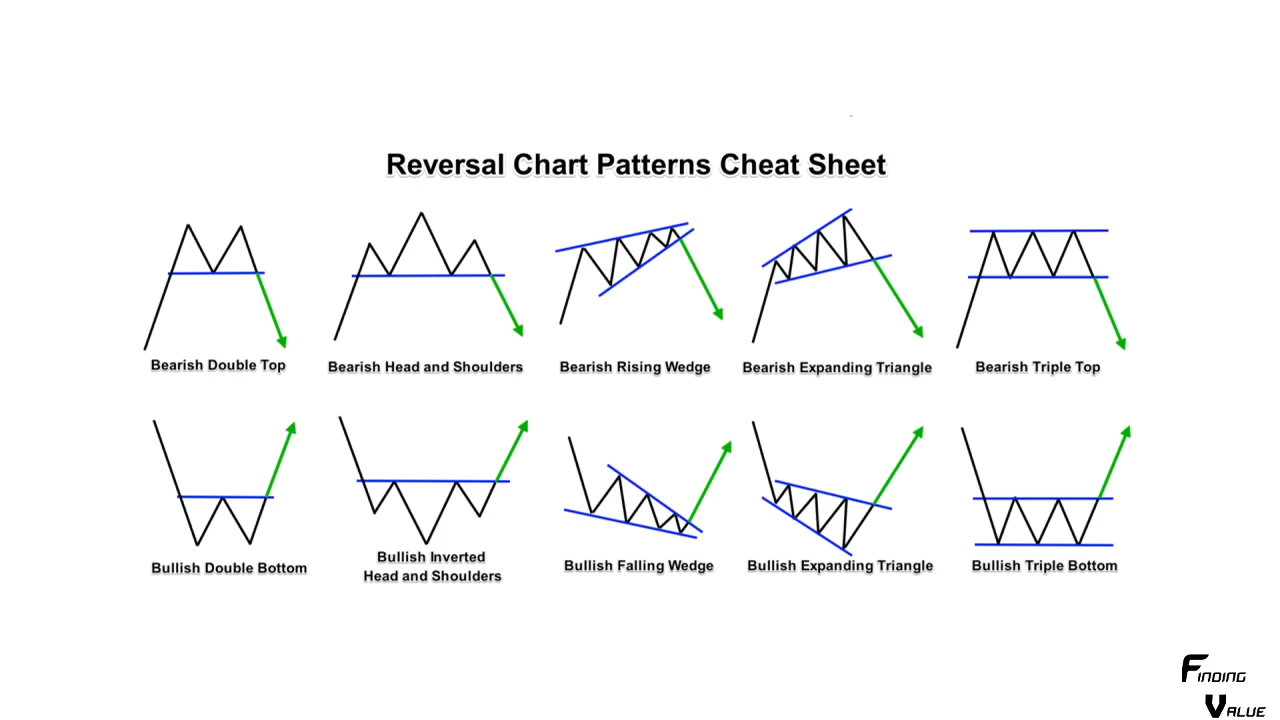 Reversal Chart Patterns Cheat Sheet
Bearish Double Top
Bearish Head and Shoulders
Bearish Rising Wedge
Bearish Expanding Triangle
Bearish Triple Top
Bullish Double Bottom
Bullish Inverted
Head and Shoulders
Bullish Falling Wedge
Bullish Expanding Triangle
Bullish Triple Bottom
Finding
Value